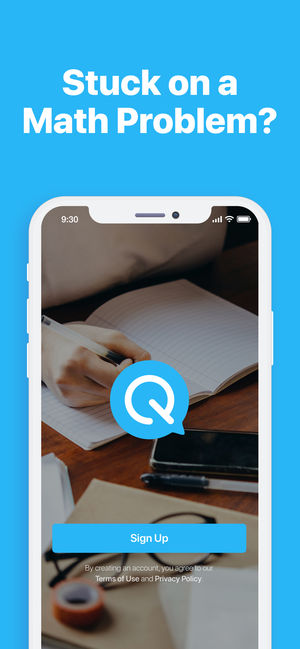 Stuck on a
Math Problem?
9:30
Q
Sign Up
By creating an account, you agree to our
Terms of Use and Privacy Policy.